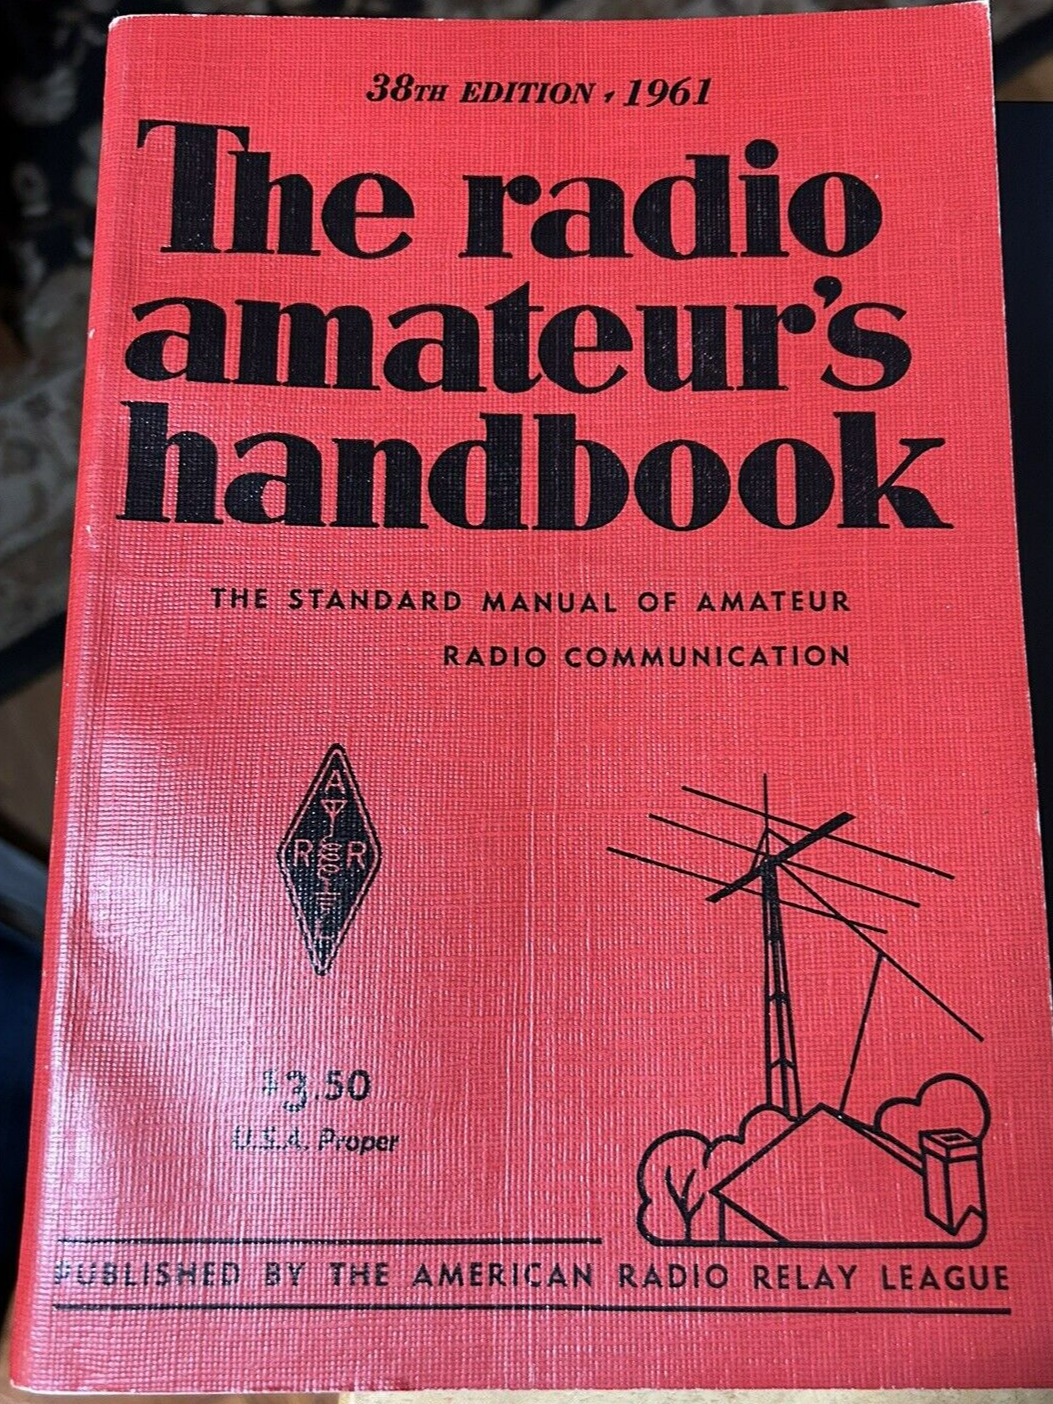 38TH EDITION, 1961
The radio
amateur's
handbook
THE STANDARD MANUAL OF AMATEUR
RADIO COMMUNICATION
A
R R
L
$3.50
U.S.A. Proper
PUBLISHED BY THE AMERICAN RADIO RELAY LEAGUE